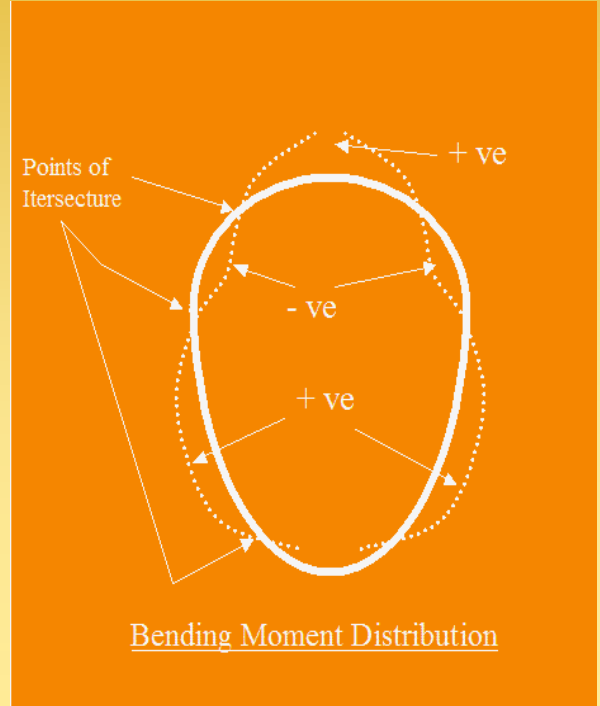 + ve
Points of
Itersecture
- ve
+ ve
Bending Moment Distribution